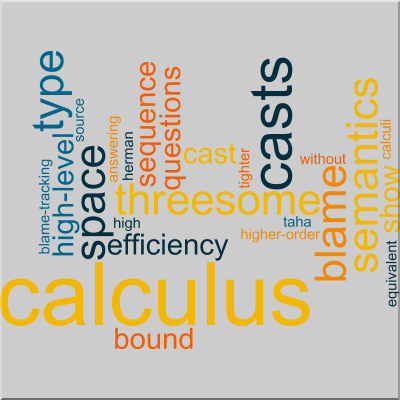 type
source
high-level
blame-tracking
space
answering
herman
sequence
questions
cast
tighter
casts
without
semantics
calculi
show
blame
threesome
high
taha
higher-order
efficiency
equivalent
calculus
bound